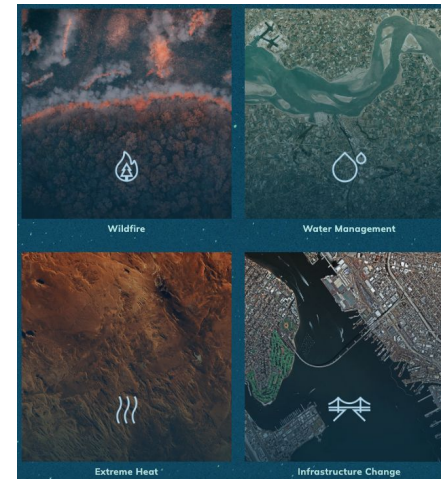 Wildfire
Water Management
Extreme Heat
Infrastructure Change